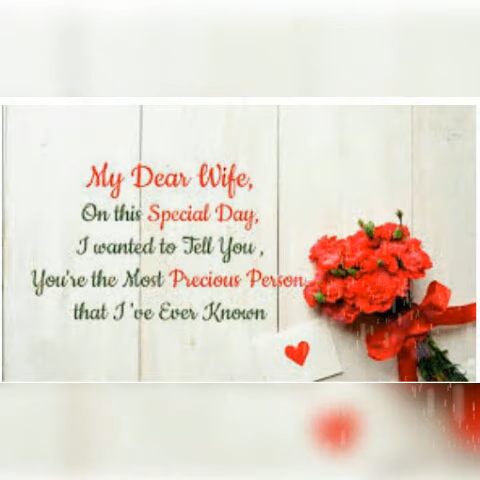 My Dear Wife,
On this Special Day,
I wanted to Tell You ,
You're the Most Precious Person
that I've Ever Known